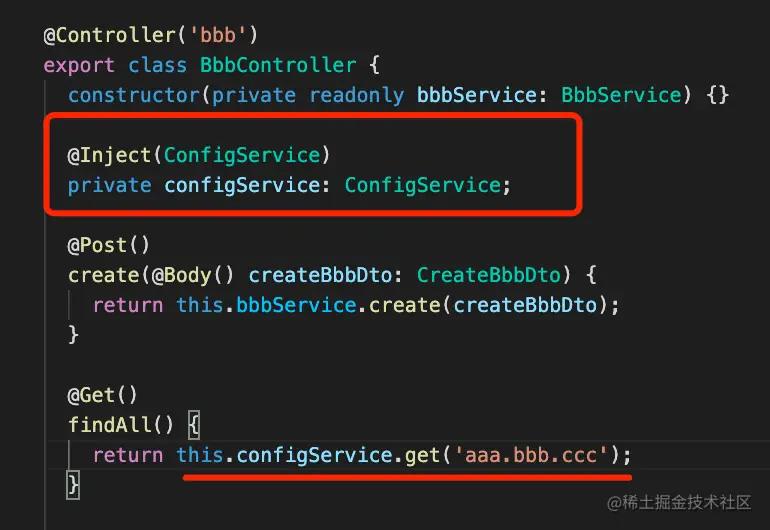 @Controller('bbb')
export class BbbController {
constructor(private readonly bbbService: BbbService) {}
@Inject(ConfigService)
private configService: ConfigService;
@Post()
create(@Body() createBbbDto: CreateBbbDto) {
return this.bbbService.create(createBbbDto);
}
@Get()
findAll() {
return this.configService.get('aaa.bbb.ccc');
}
@稀土掘金技术社区